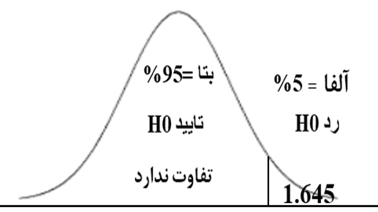 بتا =95%
تایید H0
تفاوت ندارد
آلفا = 5%
رد H0
1.645